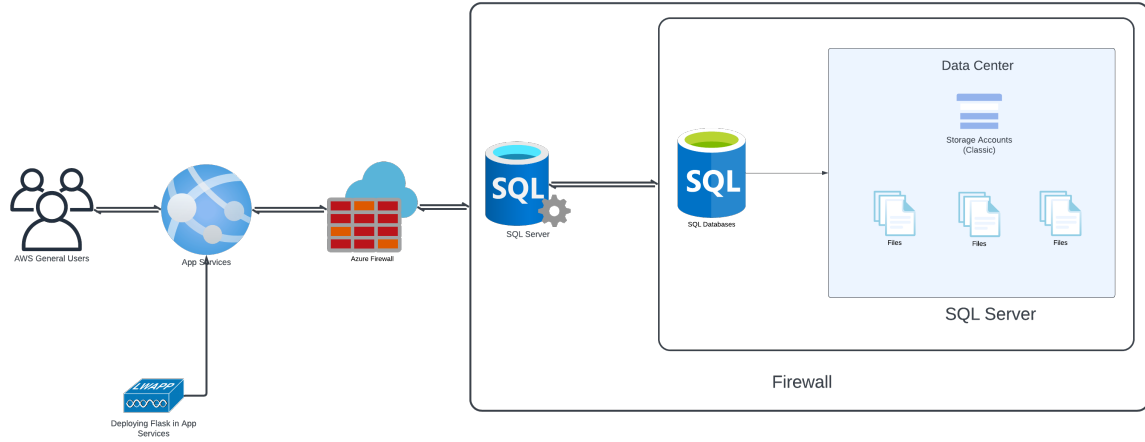 Data Center
Storage Accounts
(Classic)
SQL
SQL
Files
Files
Files
SQL Databases
SQL Server
AWS General Users
App Services
Azure Firewall
SQL Server
Firewall
LWAPP
Deploying Flask in App
Services